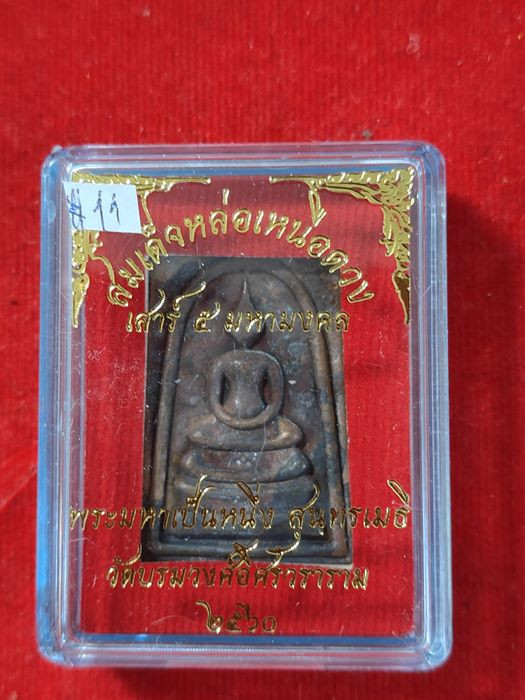 # 11
สมเด็จหล่อเหนือดวง
เสาร์ ๕ มหามงคล
พระมหาเป็นหนึ่ง สุนทรเมธี
วัดบรมวงศ์อิศรวราราม
๒๕๖๐